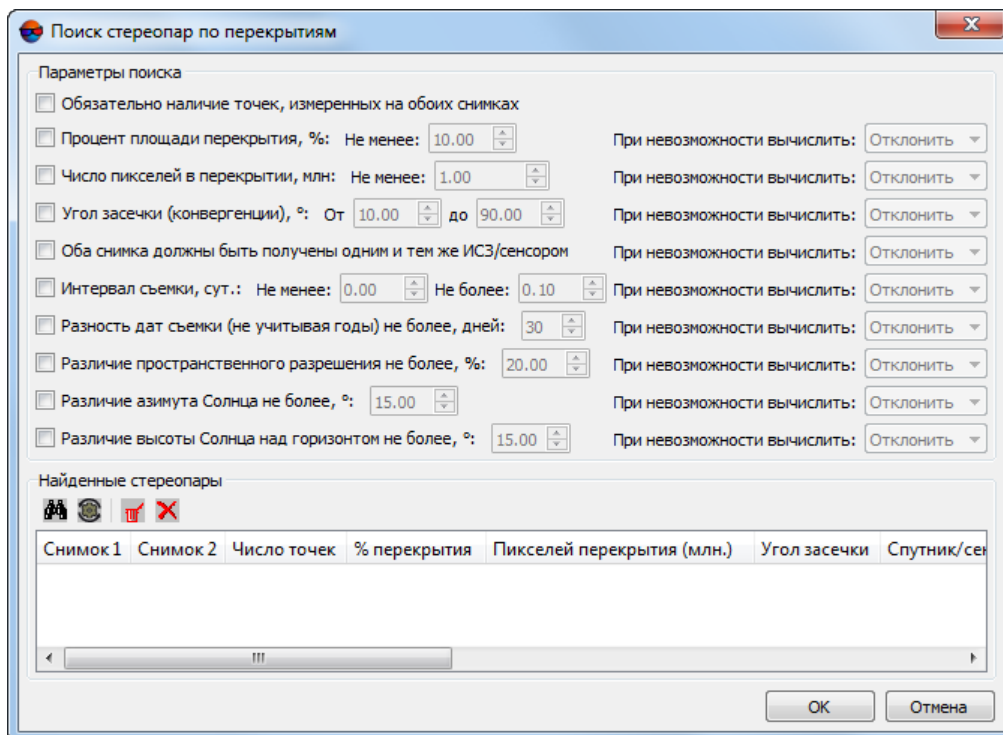 Поиск стереопар по перекрытиям
Параметры поиска
Обязательно наличие точек, измеренных на обоих снимках
Процент площади перекрытия, %: Не менее: 10.00 При невозможности вычислить: Отклонить
Число пикселей в перекрытии, млн: Не менее: 1.00 При невозможности вычислить: Отклонить
Угол засечки (конвергенции), °: От 10.00 до 90.00 При невозможности вычислить: Отклонить
Оба снимка должны быть получены одним и тем же ИСЗ/сенсором При невозможности вычислить: Отклонить
Интервал съемки, сут.: Не менее: 0.00 Не более: 0.10 При невозможности вычислить: Отклонить
Разность дат съемки (не учитывая годы) не более, дней: 30 При невозможности вычислить: Отклонить
Различие пространственного разрешения не более, %: 20.00 При невозможности вычислить: Отклонить
Различие азимута Солнца не более, °: 15.00 При невозможности вычислить: Отклонить
Различие высоты Солнца над горизонтом не более, °: 15.00 При невозможности вычислить: Отклонить
Найденные стереопары
Снимок 1 Снимок 2 Число точек % перекрытия Пикселей перекрытия (млн.) Угол засечки Спутник/сен
OK Отмена